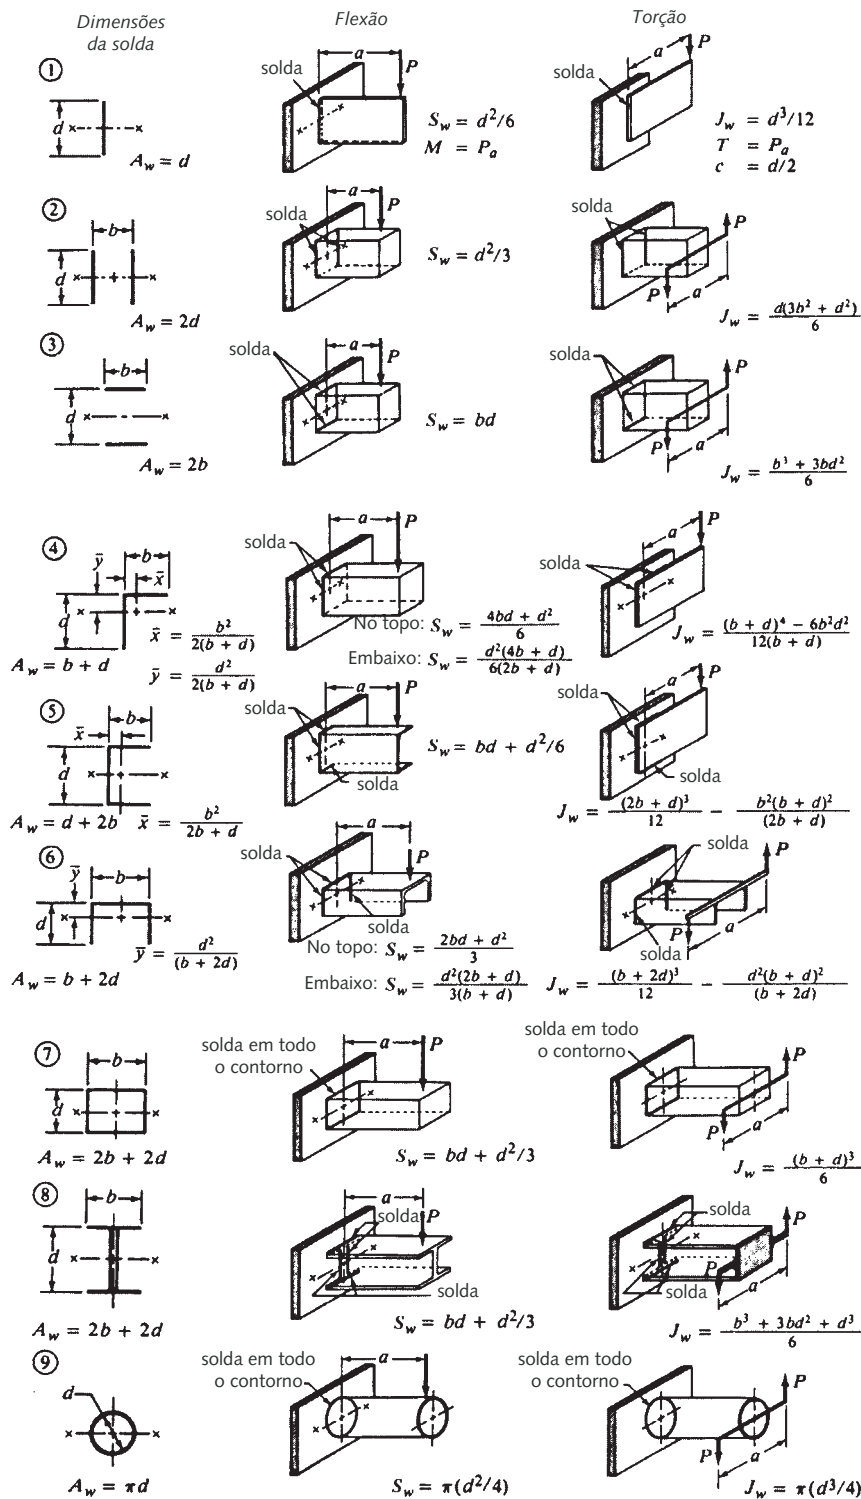 Dimensões
da solda
Flexão
Torção
1
d
A_w = d
solda
a
P
S_w = d²/6
M = P_a
solda
a
P
J_w = d³/12
T = P_a
c = d/2
2
b
d
A_w = 2d
solda
a
P
S_w = d²/3
solda
P
P
a
J_w = d(3b² + d²)/6
3
b
d
A_w = 2b
solda
a
P
S_w = bd
solda
P
P
a
J_w = b³ + 3bd²/6
4
b
ȳ
x̄
d
x̄ = b²/2(b + d)
A_w = b + d
ȳ = d²/2(b + d)
solda
a
P
No topo: S_w = 4bd + d²/6
Embaixo: S_w = d²(4b + d)/6(2b + d)
solda
a
P
J_w = (b + d)⁴ − 6b²d²/12(b + d)
5
b
x̄
d
A_w = d + 2b
x̄ = b²/2b + d
solda
a
P
S_w = bd + d²/6
solda
solda
a
P
solda
J_w = (2b + d)³/12 − b²(b + d)²/(2b + d)
6
ȳ
b
d
ȳ = d²/(b + 2d)
A_w = b + 2d
solda
a
P
solda
No topo: S_w = 2bd + d²/3
Embaixo: S_w = d²(2b + d)/3(b + d)
solda
P
P
a
solda
J_w = (b + 2d)³/12 − d²(b + d)²/(b + 2d)
7
b
d
A_w = 2b + 2d
solda em todo
o contorno
a
P
S_w = bd + d²/3
solda em todo
o contorno
P
P
a
J_w = (b + d)³/6
8
b
d
A_w = 2b + 2d
a
solda
P
solda
S_w = bd + d²/3
solda
P
P
a
solda
J_w = b³ + 3bd² + d³/6
9
d
A_w = πd
solda em todo
o contorno
a
S_w = π(d²/4)
solda em todo
o contorno
P
P
a
J_w = π(d³/4)